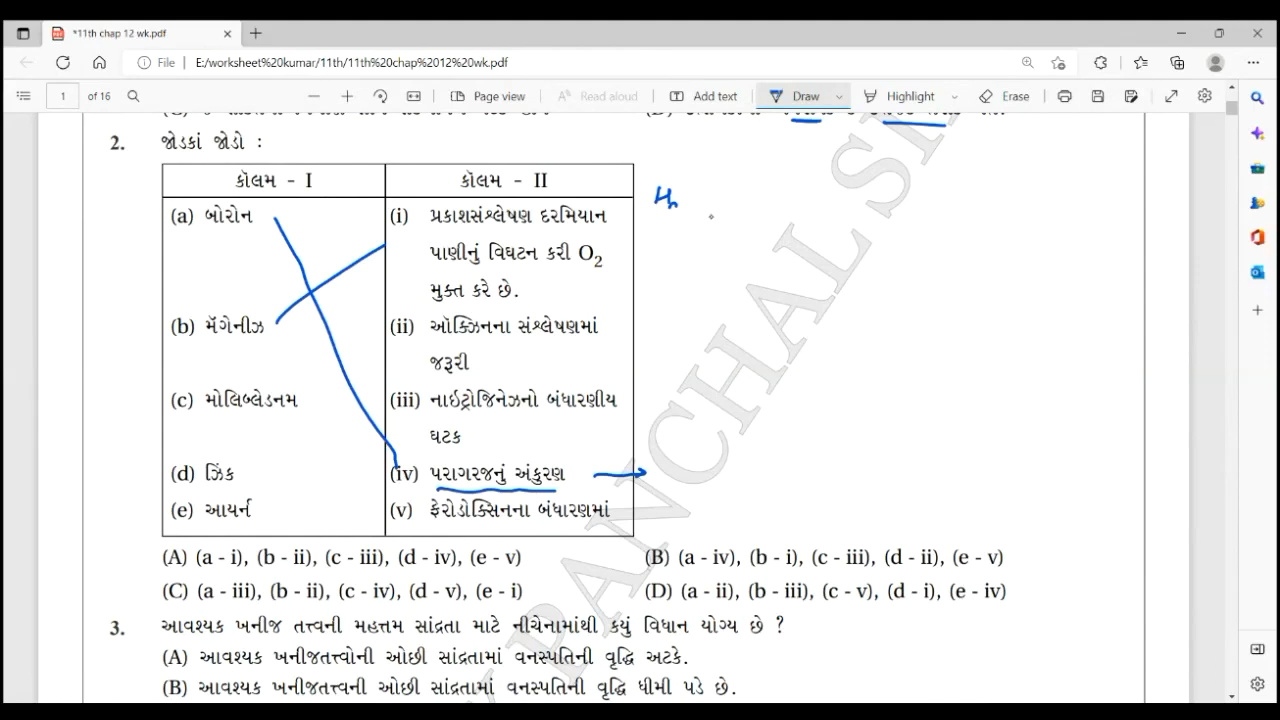 *11th chap 12 wk.pdf
File | E:/worksheet%20kumar/11th/11th%20chap%2012%20wk.pdf
1 of 16 Page view Read aloud Add text Draw Highlight Erase
2. જોડકાં જોડો :
કૉલમ - I કૉલમ - II
(a) બોરોન (i) પ્રકાશસંશ્લેષણ દરમિયાન
પાણીનું વિઘટન કરી O2
મુક્ત કરે છે.
(b) મૅંગેનીઝ (ii) ઑક્ઝિનના સંશ્લેષણમાં
જરૂરી
(c) મોલિબ્લેડનમ (iii) નાઇટ્રોજિનેઝનો બંધારણીય
ઘટક
(d) ઝિંક (iv) પરાગરજનું અંકુરણ
(e) આયર્ન (v) ફેરોડોક્સિનના બંધારણમાં
(A) (a - i), (b - ii), (c - iii), (d - iv), (e - v) (B) (a - iv), (b - i), (c - iii), (d - ii), (e - v)
(C) (a - iii), (b - ii), (c - iv), (d - v), (e - i) (D) (a - ii), (b - iii), (c - v), (d - i), (e - iv)
3. આવશ્યક ખનીજ તત્ત્વની મહત્તમ સાંદ્રતા માટે નીચેનામાંથી કયું વિધાન યોગ્ય છે ?
(A) આવશ્યક ખનીજતત્ત્વોની ઓછી સાંદ્રતામાં વનસ્પતિની વૃદ્ધિ અટકે.
(B) આવશ્યક ખનીજતત્ત્વની ઓછી સાંદ્રતામાં વનસ્પતિની વૃદ્ધિ ધીમી પડે છે.
PANCHAL